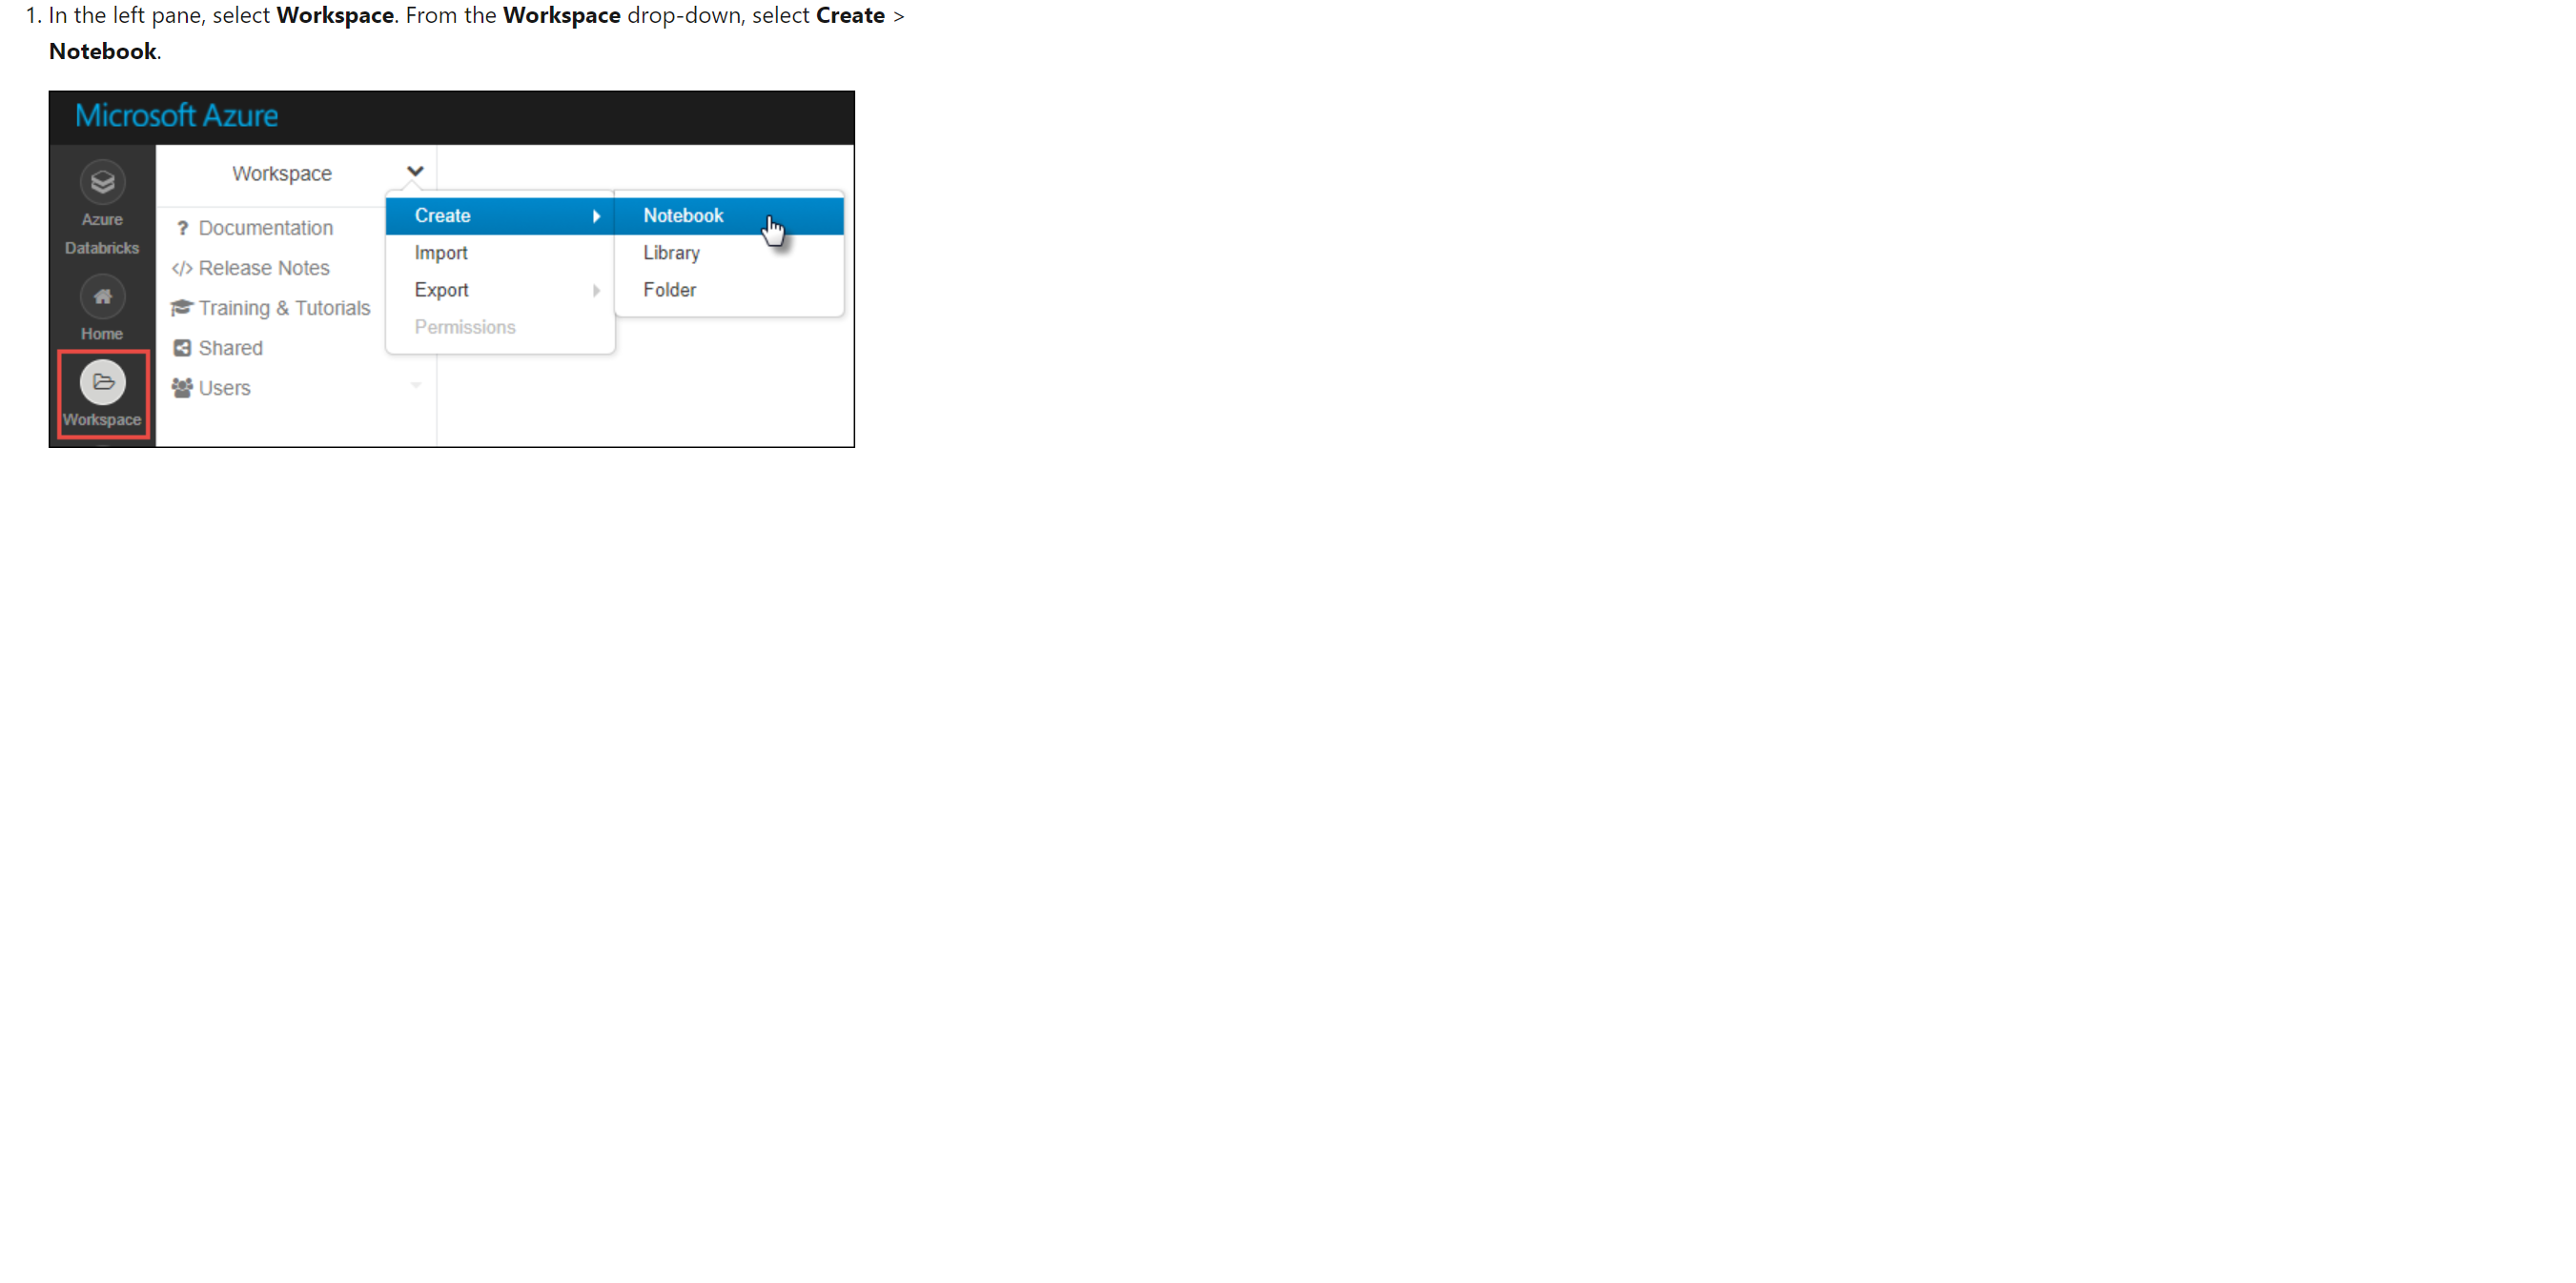 1. In the left pane, select Workspace. From the Workspace drop-down, select Create >
Notebook.
Microsoft Azure
Azure
Databricks
Home
Workspace
Workspace
? Documentation
</> Release Notes
Training & Tutorials
Shared
Users
Create
Import
Export
Permissions
Notebook
Library
Folder